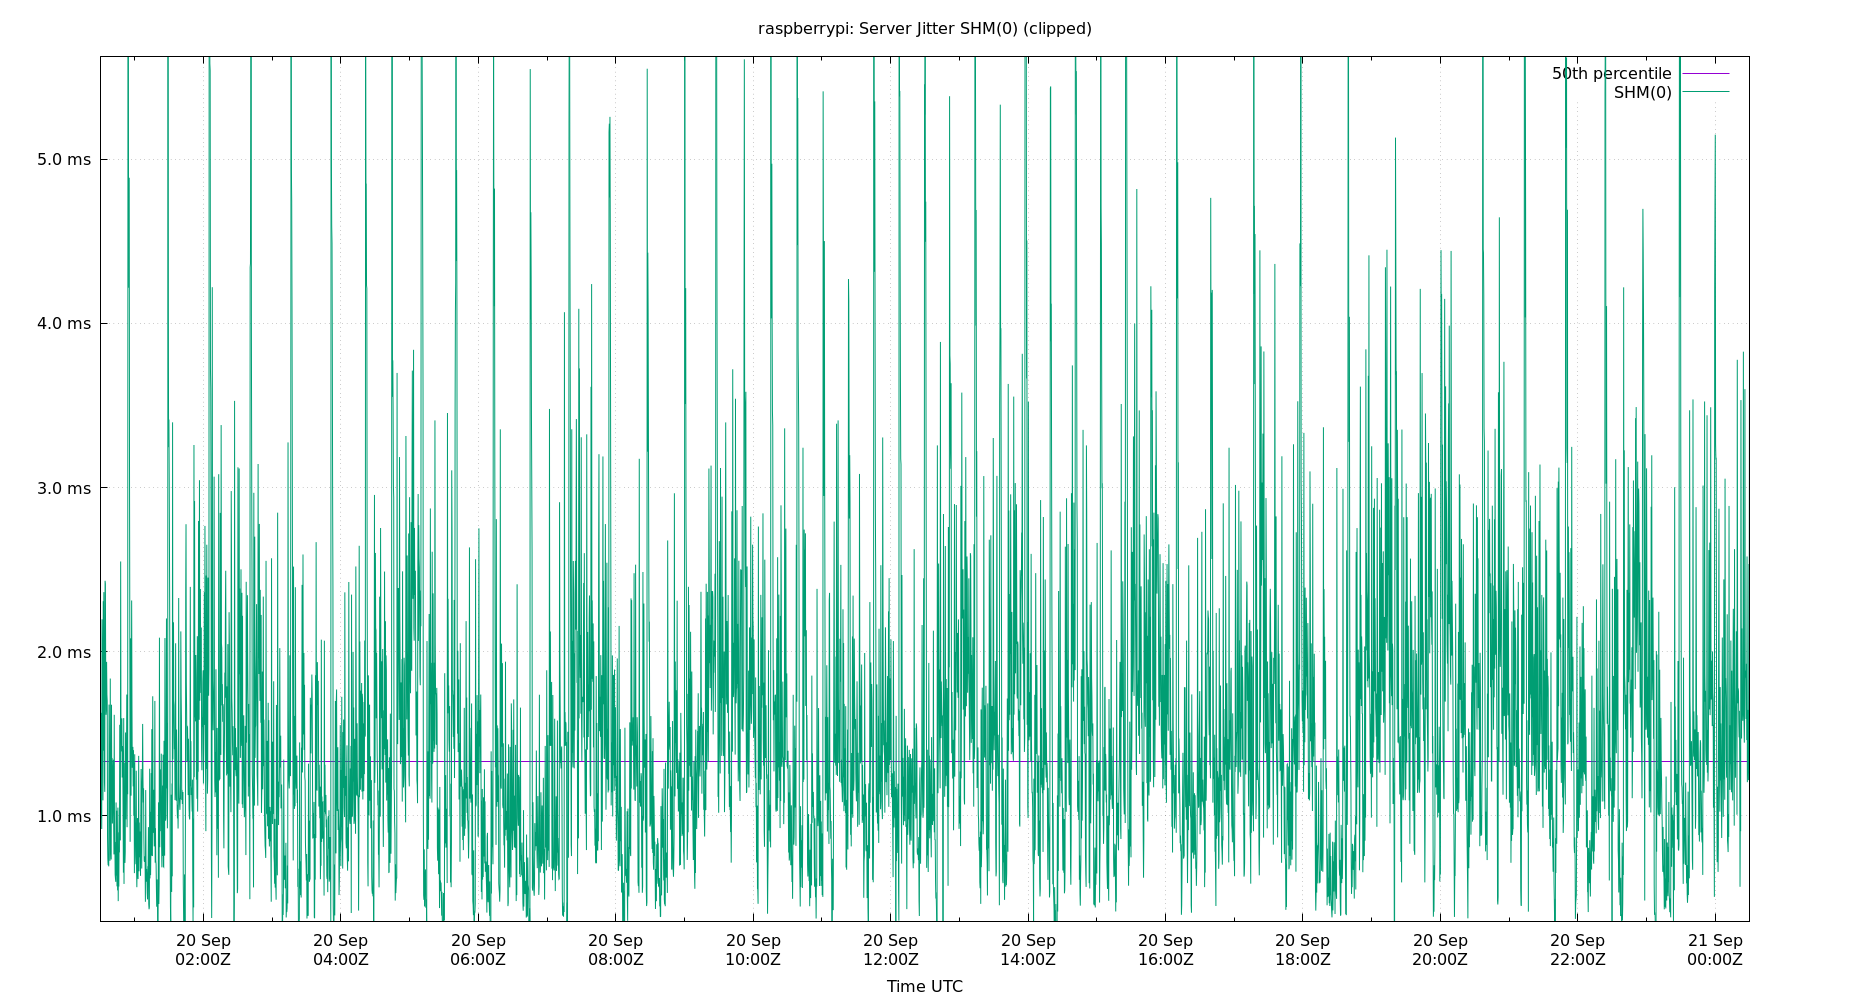 raspberrypi: Server Jitter SHM(0) (clipped)
50th percentile
SHM(0)
5.0 ms
4.0 ms
3.0 ms
2.0 ms
1.0 ms
20 Sep 20 Sep 20 Sep 20 Sep 20 Sep 20 Sep 20 Sep 20 Sep 20 Sep 20 Sep 20 Sep 21 Sep
02:00Z 04:00Z 06:00Z 08:00Z 10:00Z 12:00Z 14:00Z 16:00Z 18:00Z 20:00Z 22:00Z 00:00Z
Time UTC